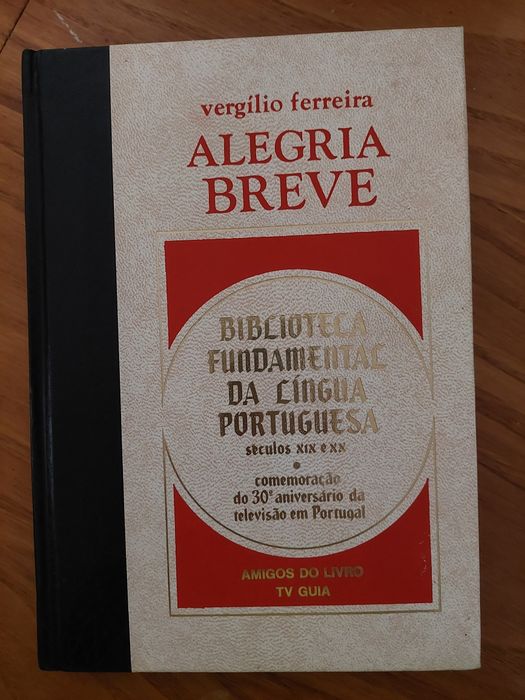 vergílio ferreira
ALEGRIA
BREVE
BIBLIOTECA
FUNDAMENTAL
DA LÍNGUA
PORTUGUESA
séculos XIX e XX
•
comemoração
do 30º aniversário da
televisão em Portugal
AMIGOS DO LIVRO
TV GUIA